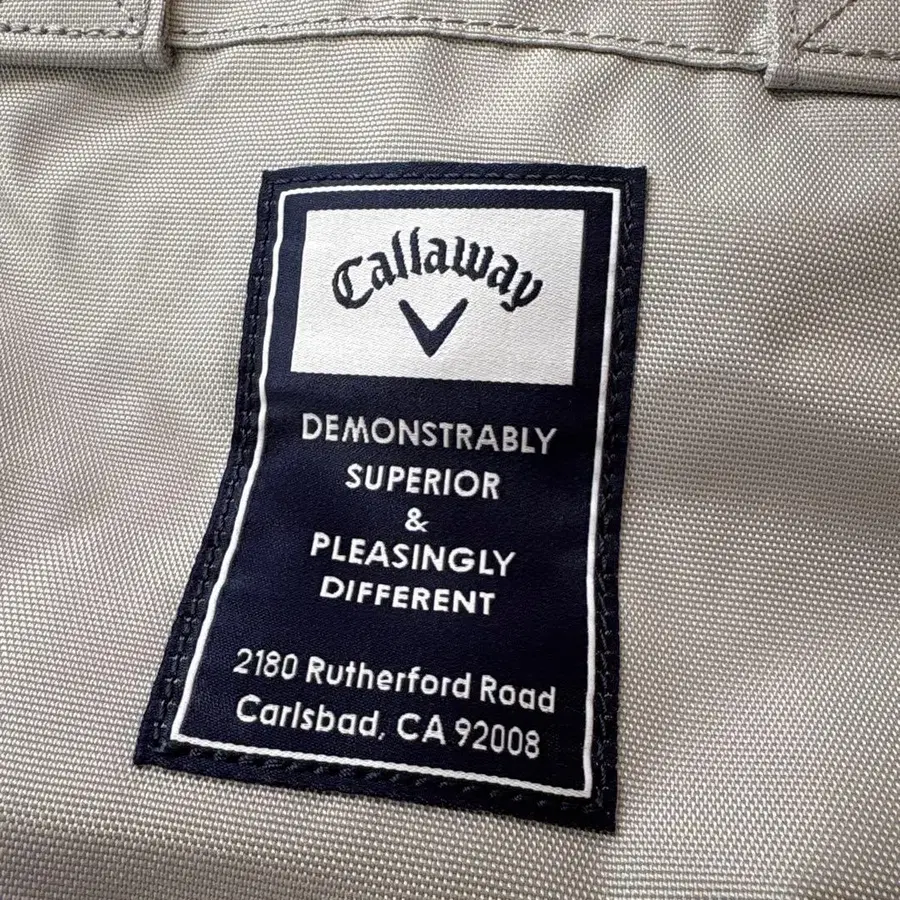 Callaway
DEMONSTRABLY
SUPERIOR
&
PLEASINGLY
DIFFERENT
2180 Rutherford Road
Carlsbad, CA 92008